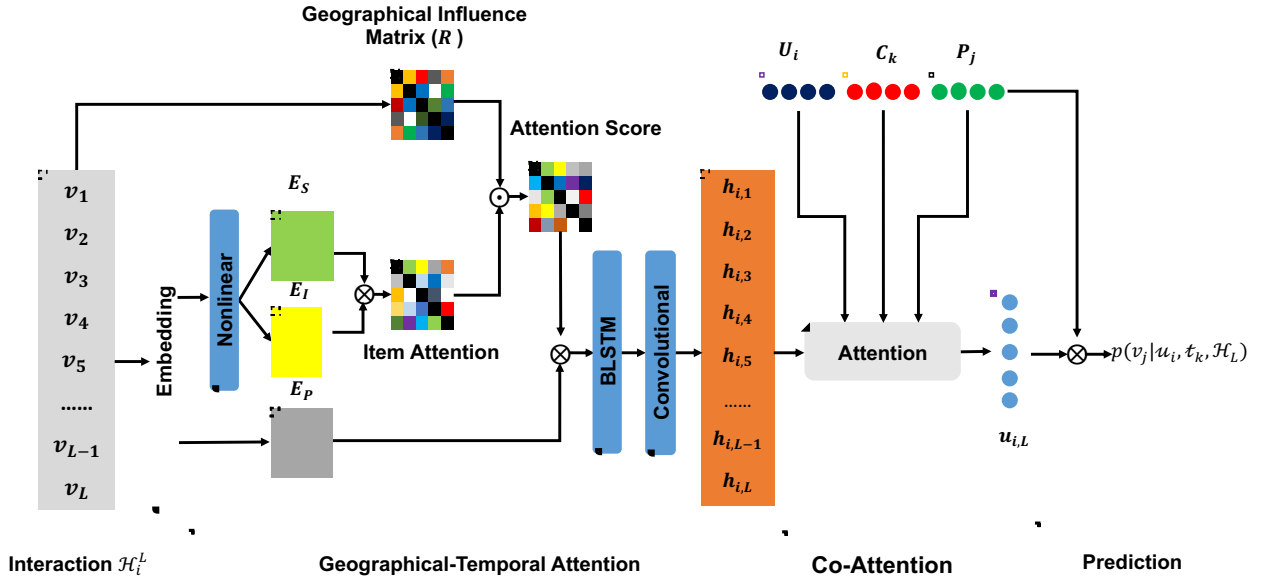 Geographical Influence
Matrix (R )
U_i
C_k
P_j
Attention Score
v_1
v_2
v_3
v_4
v_5
......
v_{L-1}
v_L
Embedding
Nonlinear
E_S
E_I
E_P
Item Attention
BLSTM
Convolutional
h_{i,1}
h_{i,2}
h_{i,3}
h_{i,4}
h_{i,5}
......
h_{i,L-1}
h_{i,L}
Attention
u_{i,L}
p(v_j|u_i, t_k, ℋ_L)
Interaction ℋ_i^L
Geographical-Temporal Attention
Co-Attention
Prediction